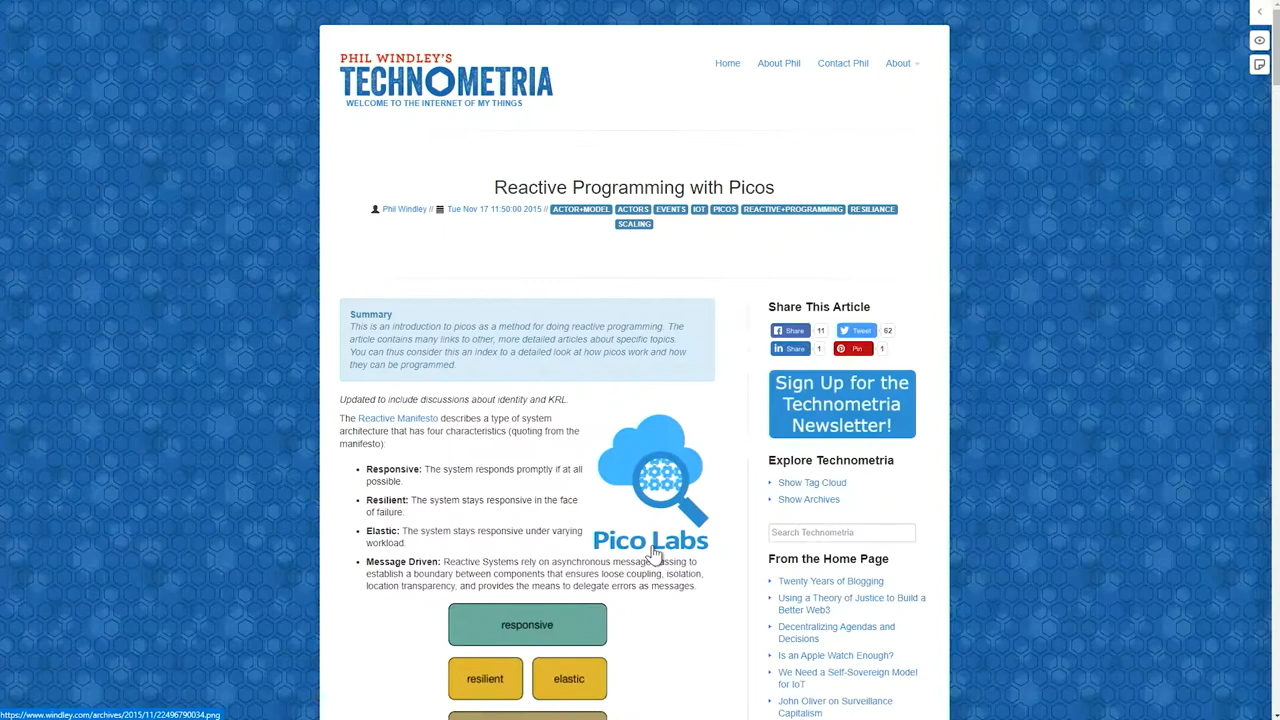 PHIL WINDLEY'S
TECHNOMETRIA
WELCOME TO THE INTERNET OF MY THINGS
Home
About Phil
Contact Phil
About
Reactive Programming with Picos
Phil Windley // Tue Nov 17 11:50:00 2015 // ACTOR+MODEL ACTORS EVENTS IOT PICOS REACTIVE+PROGRAMMING RESILIANCE
SCALING
Summary
This is an introduction to picos as a method for doing reactive programming. The
article contains many links to other, more detailed articles about specific topics.
You can thus consider this an index to a detailed look at how picos work and how
they can be programmed.
Updated to include discussions about identity and KRL.
The Reactive Manifesto describes a type of system
architecture that has four characteristics (quoting from the
manifesto):
Responsive: The system responds promptly if at all
possible.
Resilient: The system stays responsive in the face
of failure.
Elastic: The system stays responsive under varying
workload.
Pico Labs
Message Driven: Reactive Systems rely on asynchronous message passing to
establish a boundary between components that ensures loose coupling, isolation,
location transparency, and provides the means to delegate errors as messages.
responsive
resilient
elastic
Share This Article
Share 11
Tweet 62
Share 1
Pin 1
Sign Up for the
Technometria
Newsletter!
Explore Technometria
Show Tag Cloud
Show Archives
Search Technometria
From the Home Page
Twenty Years of Blogging
Using a Theory of Justice to Build a
Better Web3
Decentralizing Agendas and
Decisions
Is an Apple Watch Enough?
We Need a Self-Sovereign Model
for IoT
John Oliver on Surveillance
Capitalism
https://www.windley.com/archives/2015/11/22496790034.png